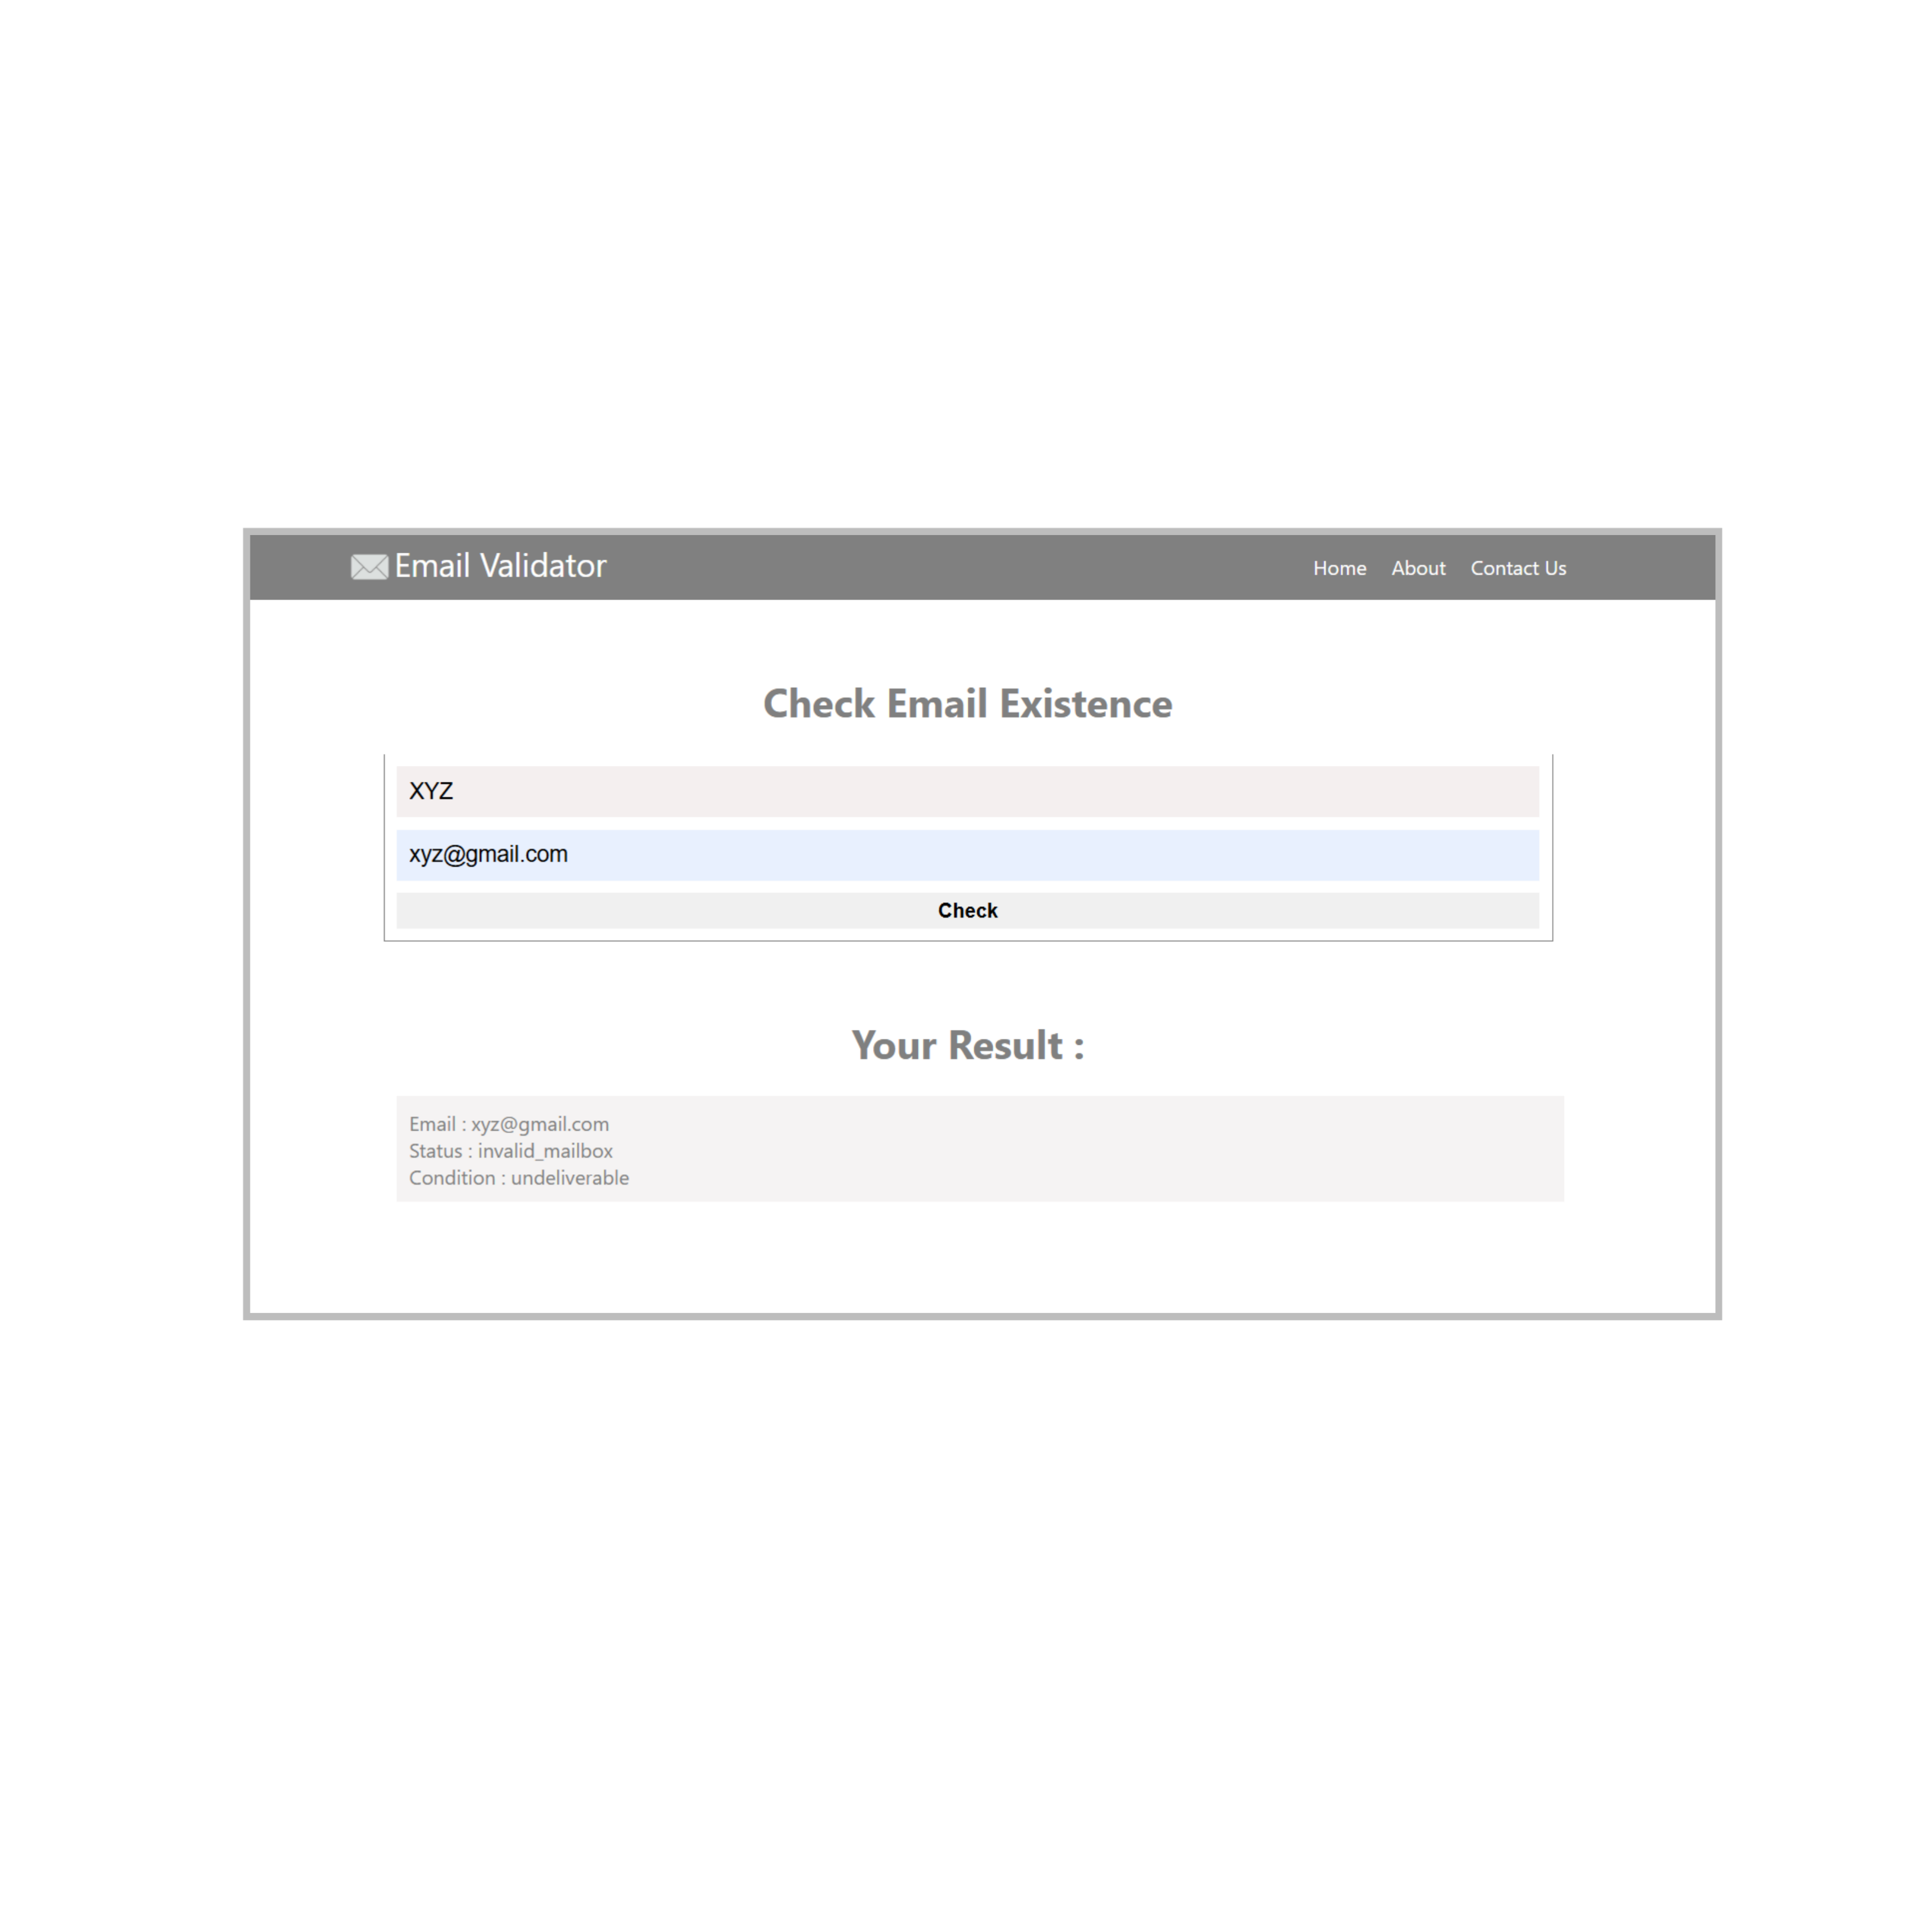 Email Validator
Home About Contact Us
Check Email Existence
XYZ
xyz@gmail.com
Check
Your Result :
Email : xyz@gmail.com
Status : invalid_mailbox
Condition : undeliverable